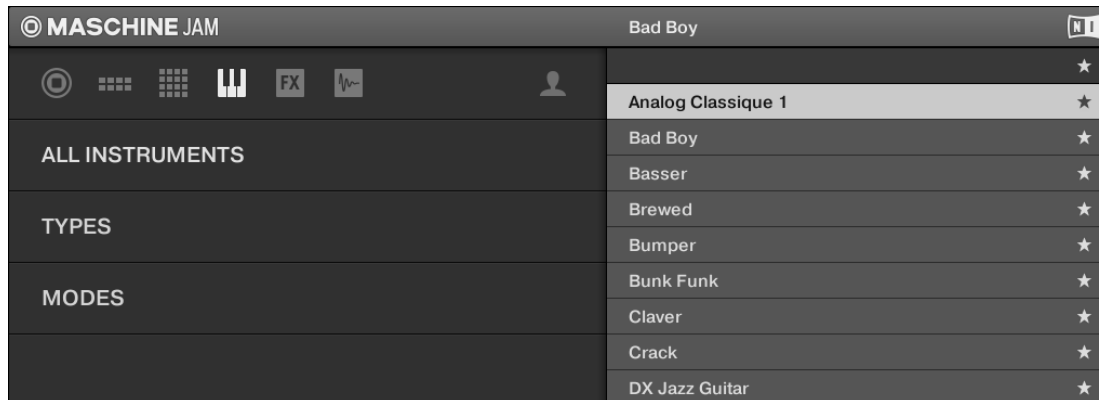 MASCHINE JAM
Bad Boy
NI
FX
ALL INSTRUMENTS
TYPES
MODES
Analog Classique 1
Bad Boy
Basser
Brewed
Bumper
Bunk Funk
Claver
Crack
DX Jazz Guitar